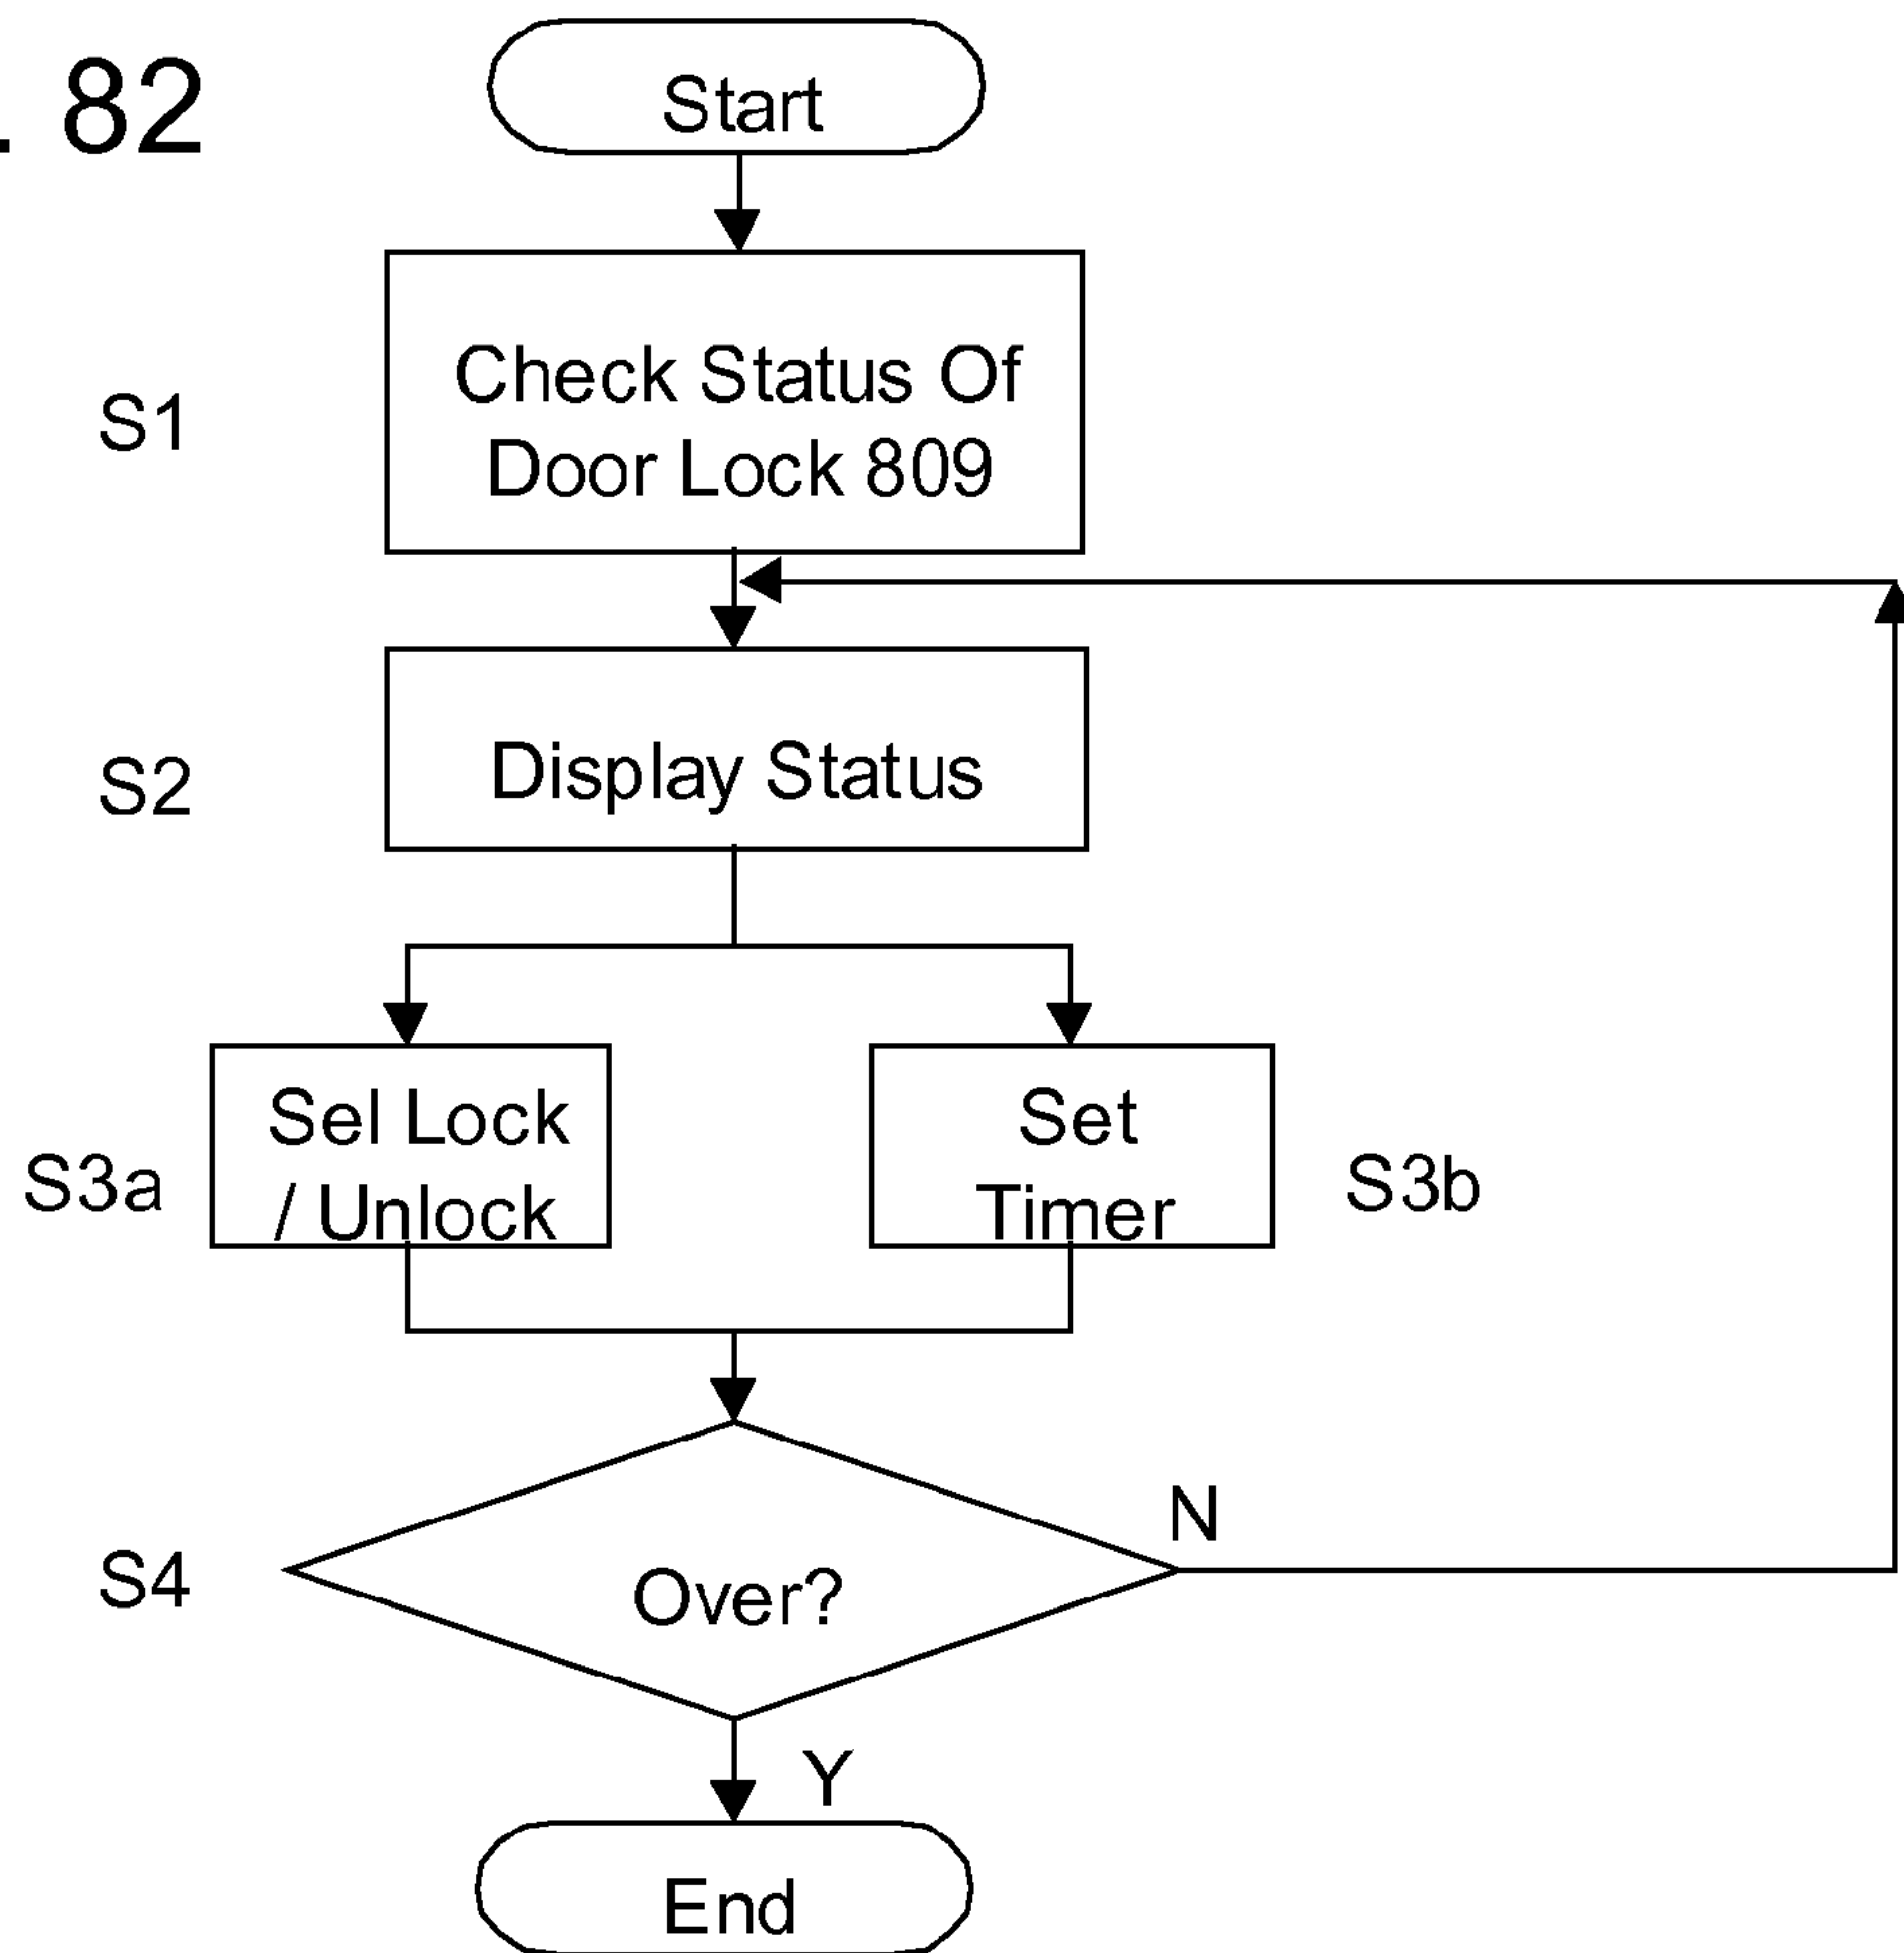 . 82
Start
S1
Check Status Of
Door Lock 809
S2
Display Status
S3a
Sel Lock
/ Unlock
Set
Timer
S3b
S4
Over?
N
Y
End